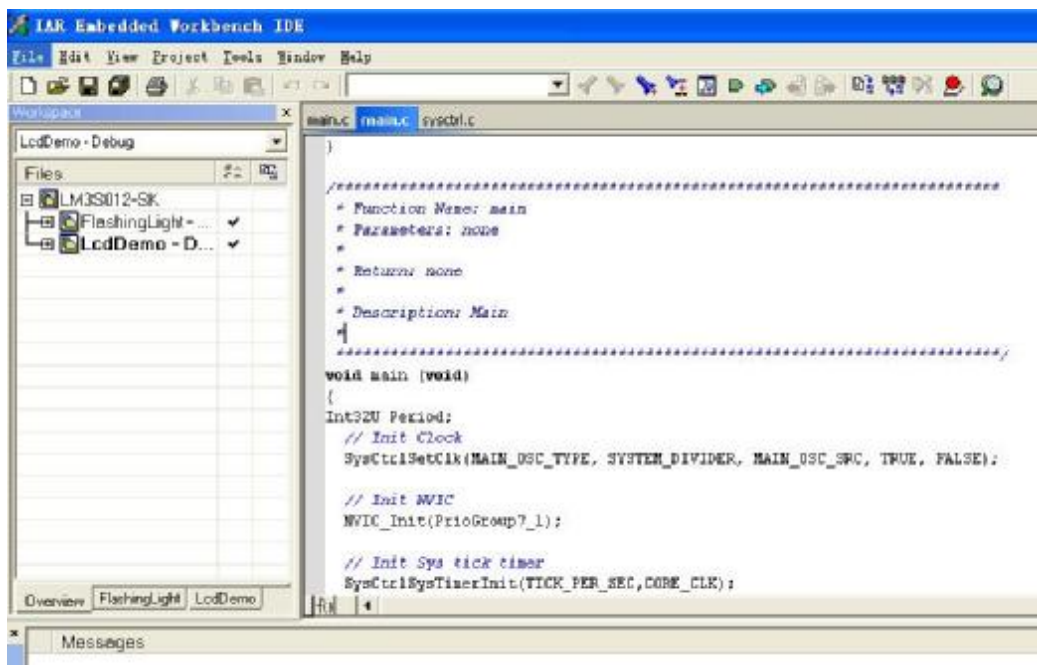 IAR Embedded Workbench IDE
File Edit View Project Tools Window Help
Workspace
main.c main.c sysctrl.c
LcdDemo - Debug
Files
LM3S812-SK
FlashingLight - ...
LcdDemo - D...
Overview FlashingLight LcdDemo
}
/***************************************************************************
* Function Name: main
* Parameters: none
*
* Return: none
*
* Description: Main
*
***************************************************************************/
void main (void)
{
Int32U Period;
// Init Clock
SysCtrlSetClk(MAIN_OSC_TYPE, SYSTEM_DIVIDER, MAIN_OSC_SRC, TRUE, FALSE);
// Init NVIC
NVIC_Init(PrioGroup7_1);
// Init Sys tick timer
SysCtrlSysTimerInit(TICK_PER_SEC,CORE_CLK);
Messages